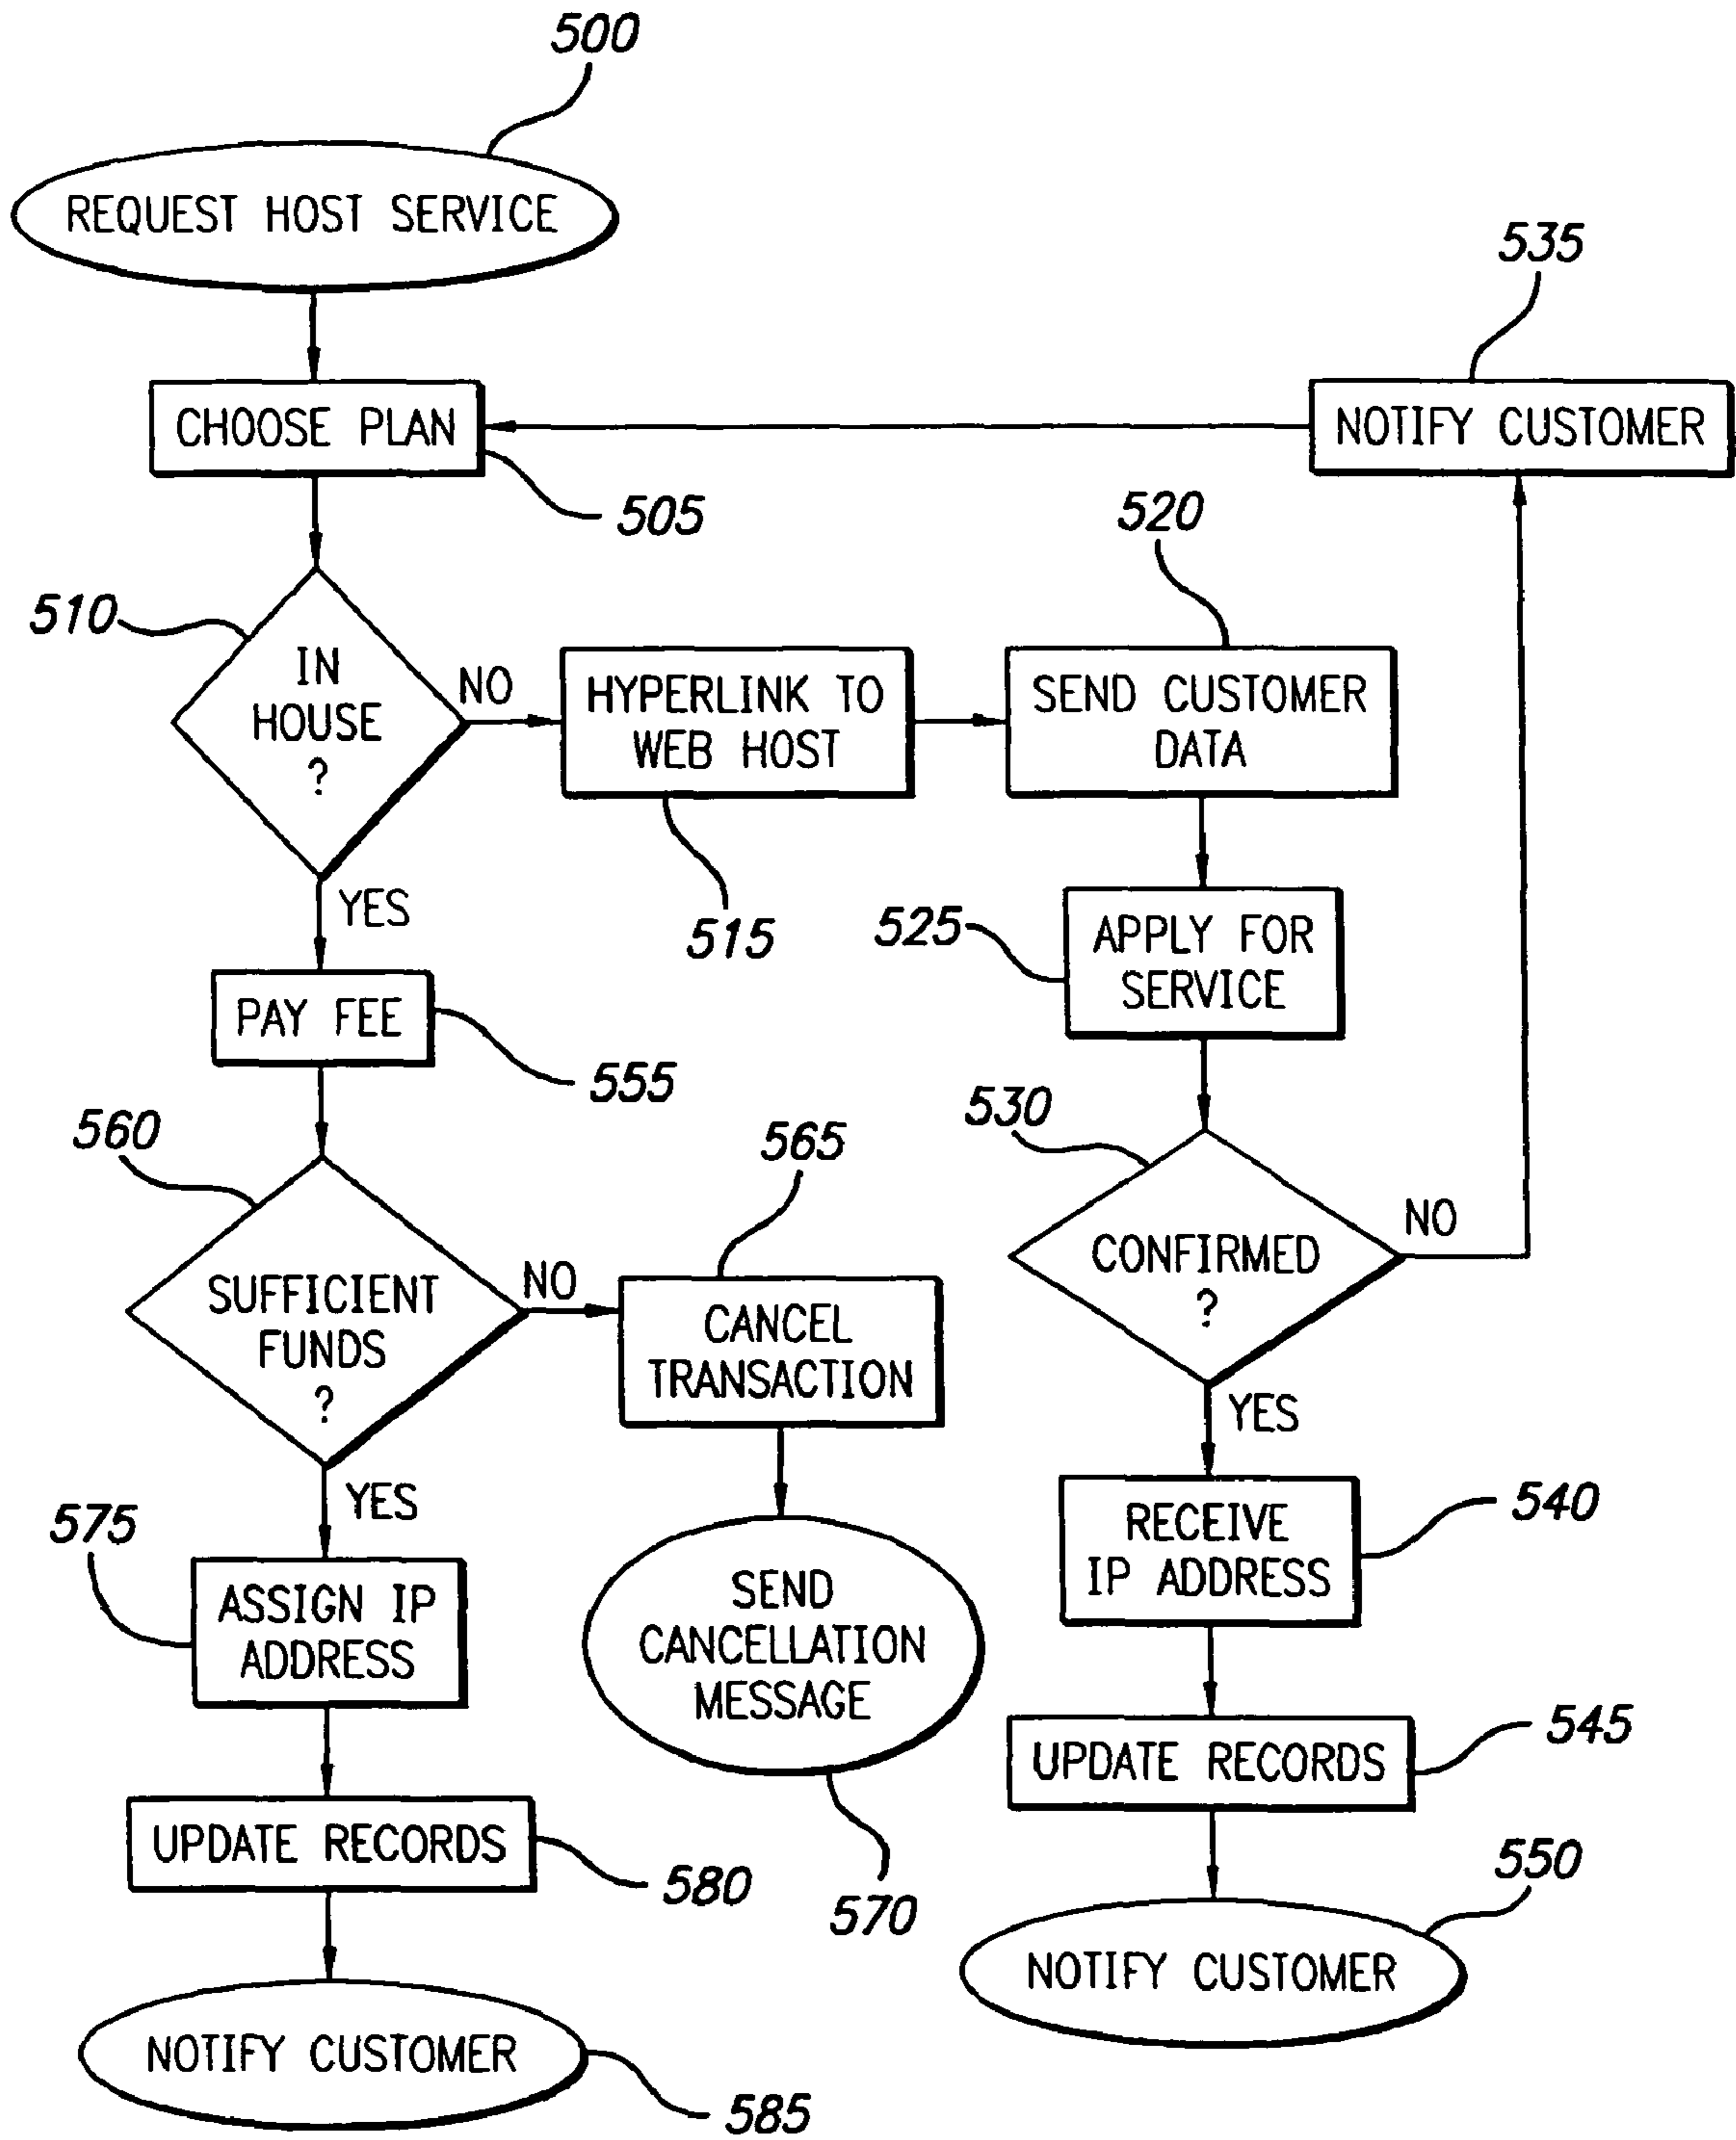 500
REQUEST HOST SERVICE
535
CHOOSE PLAN
NOTIFY CUSTOMER
505
520
510
IN
HOUSE
?
NO
HYPERLINK TO
WEB HOST
SEND CUSTOMER
DATA
YES
515
525
APPLY FOR
SERVICE
PAY FEE
555
530
560
565
CONFIRMED
?
NO
SUFFICIENT
FUNDS
?
NO
CANCEL
TRANSACTION
YES
YES
575
540
RECEIVE
IP ADDRESS
ASSIGN IP
ADDRESS
SEND
CANCELLATION
MESSAGE
545
UPDATE RECORDS
UPDATE RECORDS
580
570
550
NOTIFY CUSTOMER
NOTIFY CUSTOMER
585